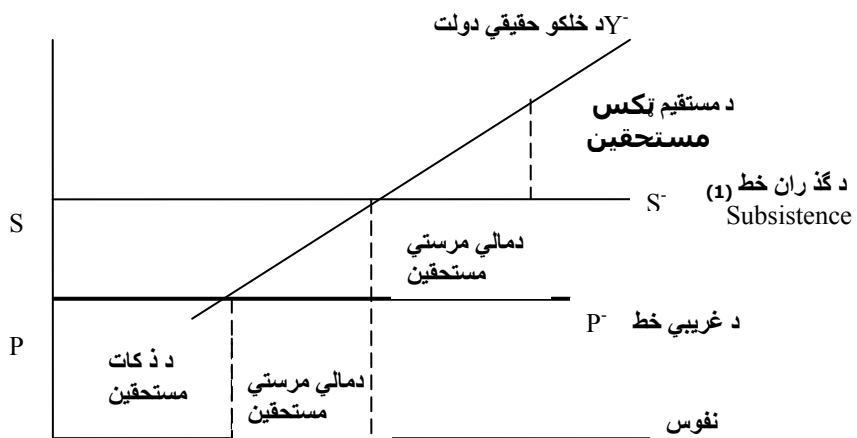 د خلکو حقیقي دولت Y-
د مستقیم ټکس
مستحقین
د گذ ران خط (1)
S-
Subsistence
S
دمالي مرستي
مستحقین
P-
د غریبي خط
P
د ذ کات
مستحقین
دمالي مرستي
مستحقین
نفوس